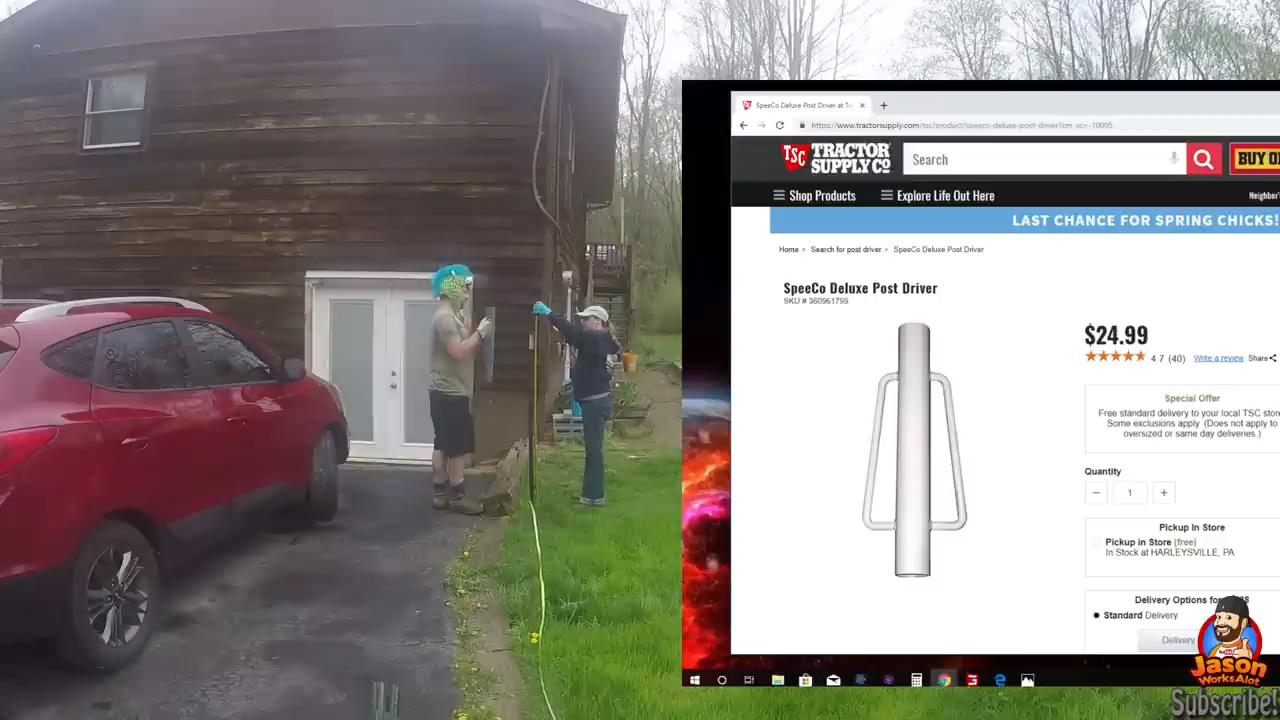 SpeeCo Deluxe Post Driver at Tra
https://www.tractorsupply.com/tsc/product/speeco-deluxe-post-driver?cm_vc=-10005
TSC TRACTOR SUPPLY CO
Search
BUY O
Shop Products
Explore Life Out Here
Neighbor's
LAST CHANCE FOR SPRING CHICKS!
Home > Search for post driver > SpeeCo Deluxe Post Driver
SpeeCo Deluxe Post Driver
SKU # 360961799
$24.99
4.7 (40) Write a review Share
Special Offer
Free standard delivery to your local TSC store
Some exclusions apply. (Does not apply to
oversized or same day deliveries.)
Quantity
− 1 +
Pickup In Store
Pickup in Store (free)
In Stock at HARLEYSVILLE, PA
Delivery Options for
Standard Delivery
Delivery
Jason
WorksAlot
Subscribe!